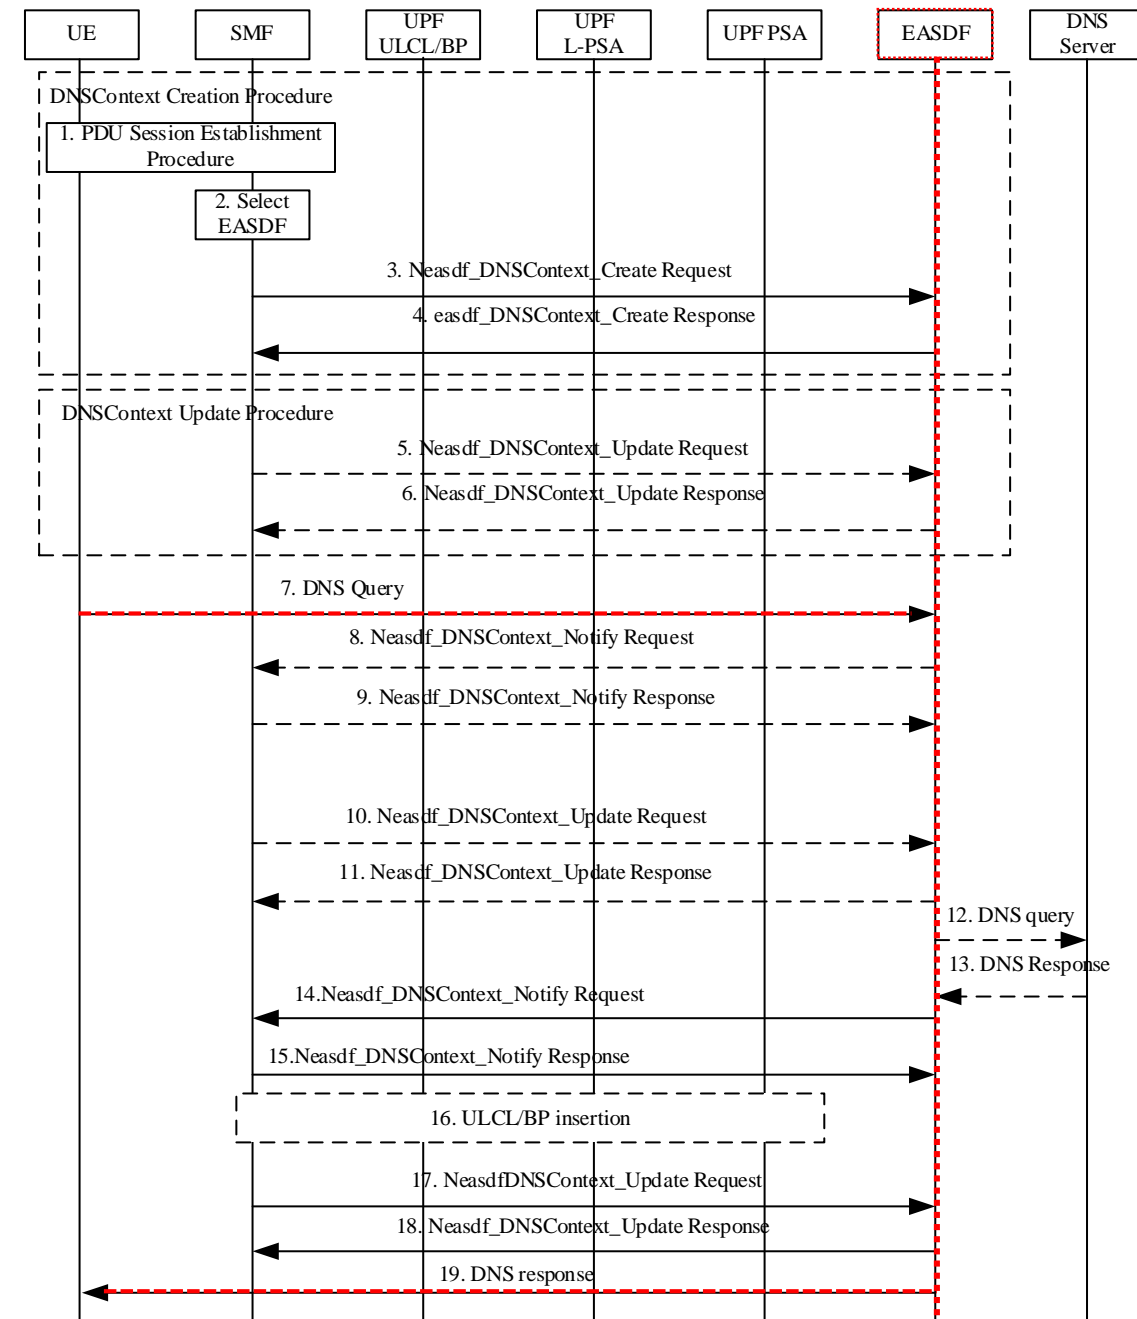 UE
SMF
UPF
ULCL/BP
UPF
L-PSA
UPF PSA
EASDF
DNS
Server
DNSContext Creation Procedure
1. PDU Session Establishment
Procedure
2. Select
EASDF
3. Neasdf_DNSContext_Create Request
4. easdf_DNSContext_Create Response
DNSContext Update Procedure
5. Neasdf_DNSContext_Update Request
6. Neasdf_DNSContext_Update Response
7. DNS Query
8. Neasdf_DNSContext_Notify Request
9. Neasdf_DNSContext_Notify Response
10. Neasdf_DNSContext_Update Request
11. Neasdf_DNSContext_Update Response
12. DNS query
13. DNS Response
14.Neasdf_DNSContext_Notify Request
15.Neasdf_DNSContext_Notify Response
16. ULCL/BP insertion
17. NeasdfDNSContext_Update Request
18. Neasdf_DNSContext_Update Response
19. DNS response